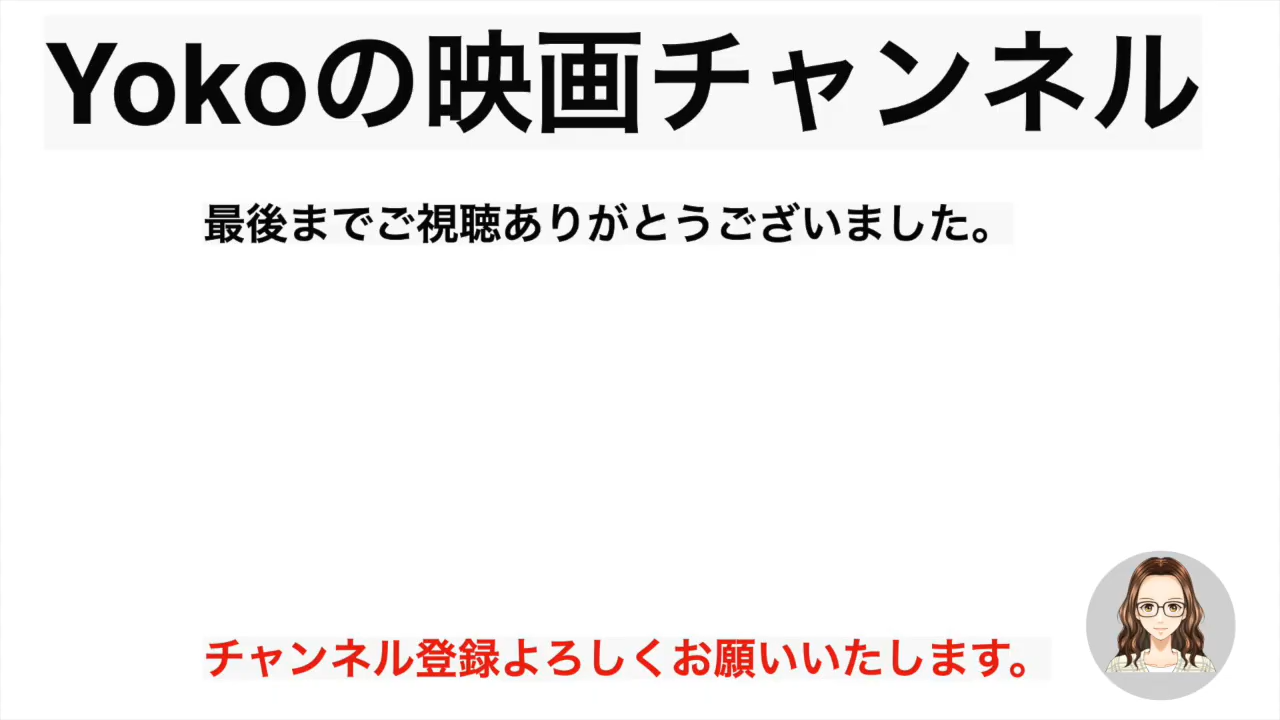 Yokoの映画チャンネル
最後までご視聴ありがとうございました。
チャンネル登録よろしくお願いいたします。